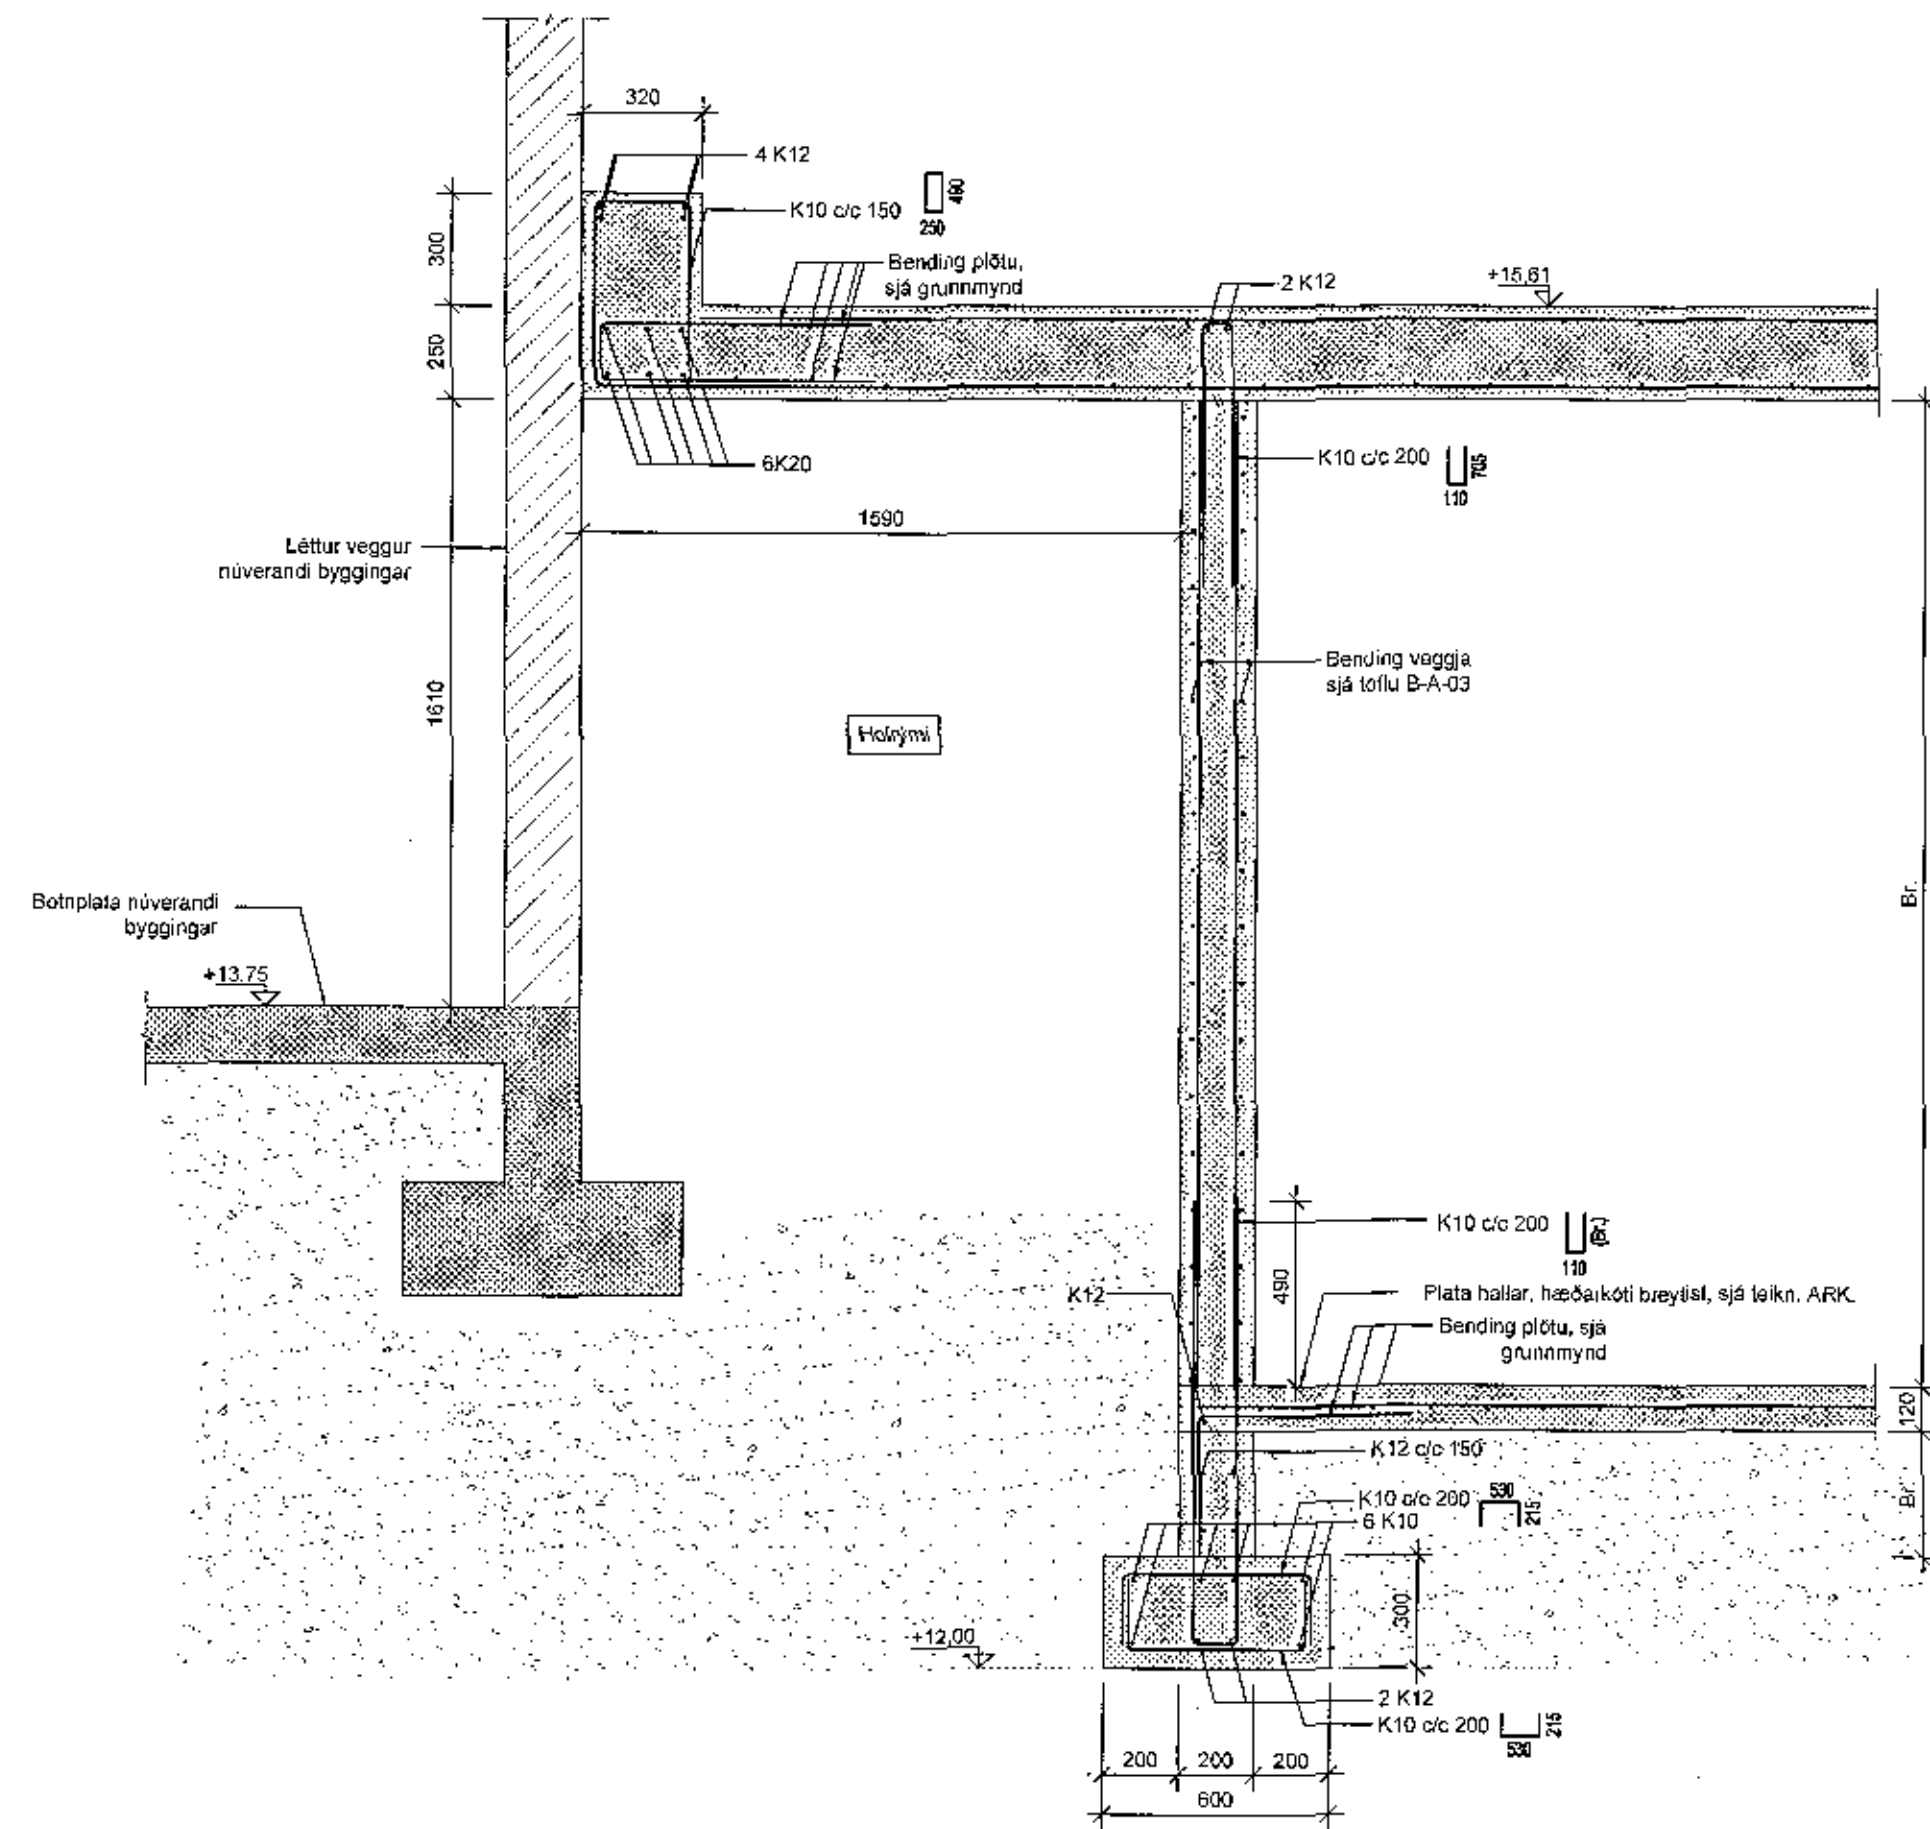 320
4 K12
K10 c/c 150
490
250
300
Bending plötu,
sjá grunnmynd
2 K12
+15,61
250
6K20
K10 c/c 200
705
110
1590
Léttur veggur
núverandi byggingar
Bending veggja
sjá töflu B-A-03
1610
Holrými
Br.
Botnplata núverandi
byggingar
+13.75
K10 c/c 200
(Br.)
110
490
K12
Plata hallar, hæðarkóti breytist, sjá teikn. ARK.
Bending plötu, sjá
grunnmynd
120
K12 c/c 150
K10 c/c 200
530
215
6 K10
Br.
300
+12,00
2 K12
K10 c/c 200
215
530
200
200
200
600